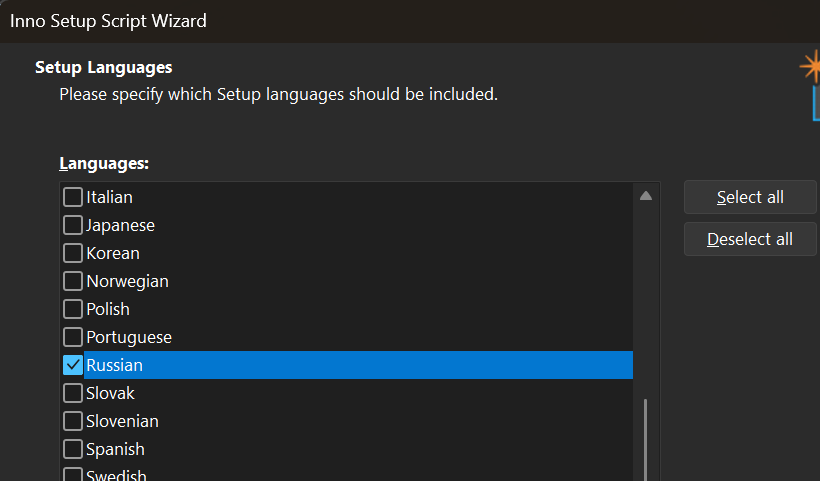 Inno Setup Script Wizard
Setup Languages
Please specify which Setup languages should be included.
Languages:
Italian
Japanese
Korean
Norwegian
Polish
Portuguese
Russian
Slovak
Slovenian
Spanish
Swedish
Select all
Deselect all